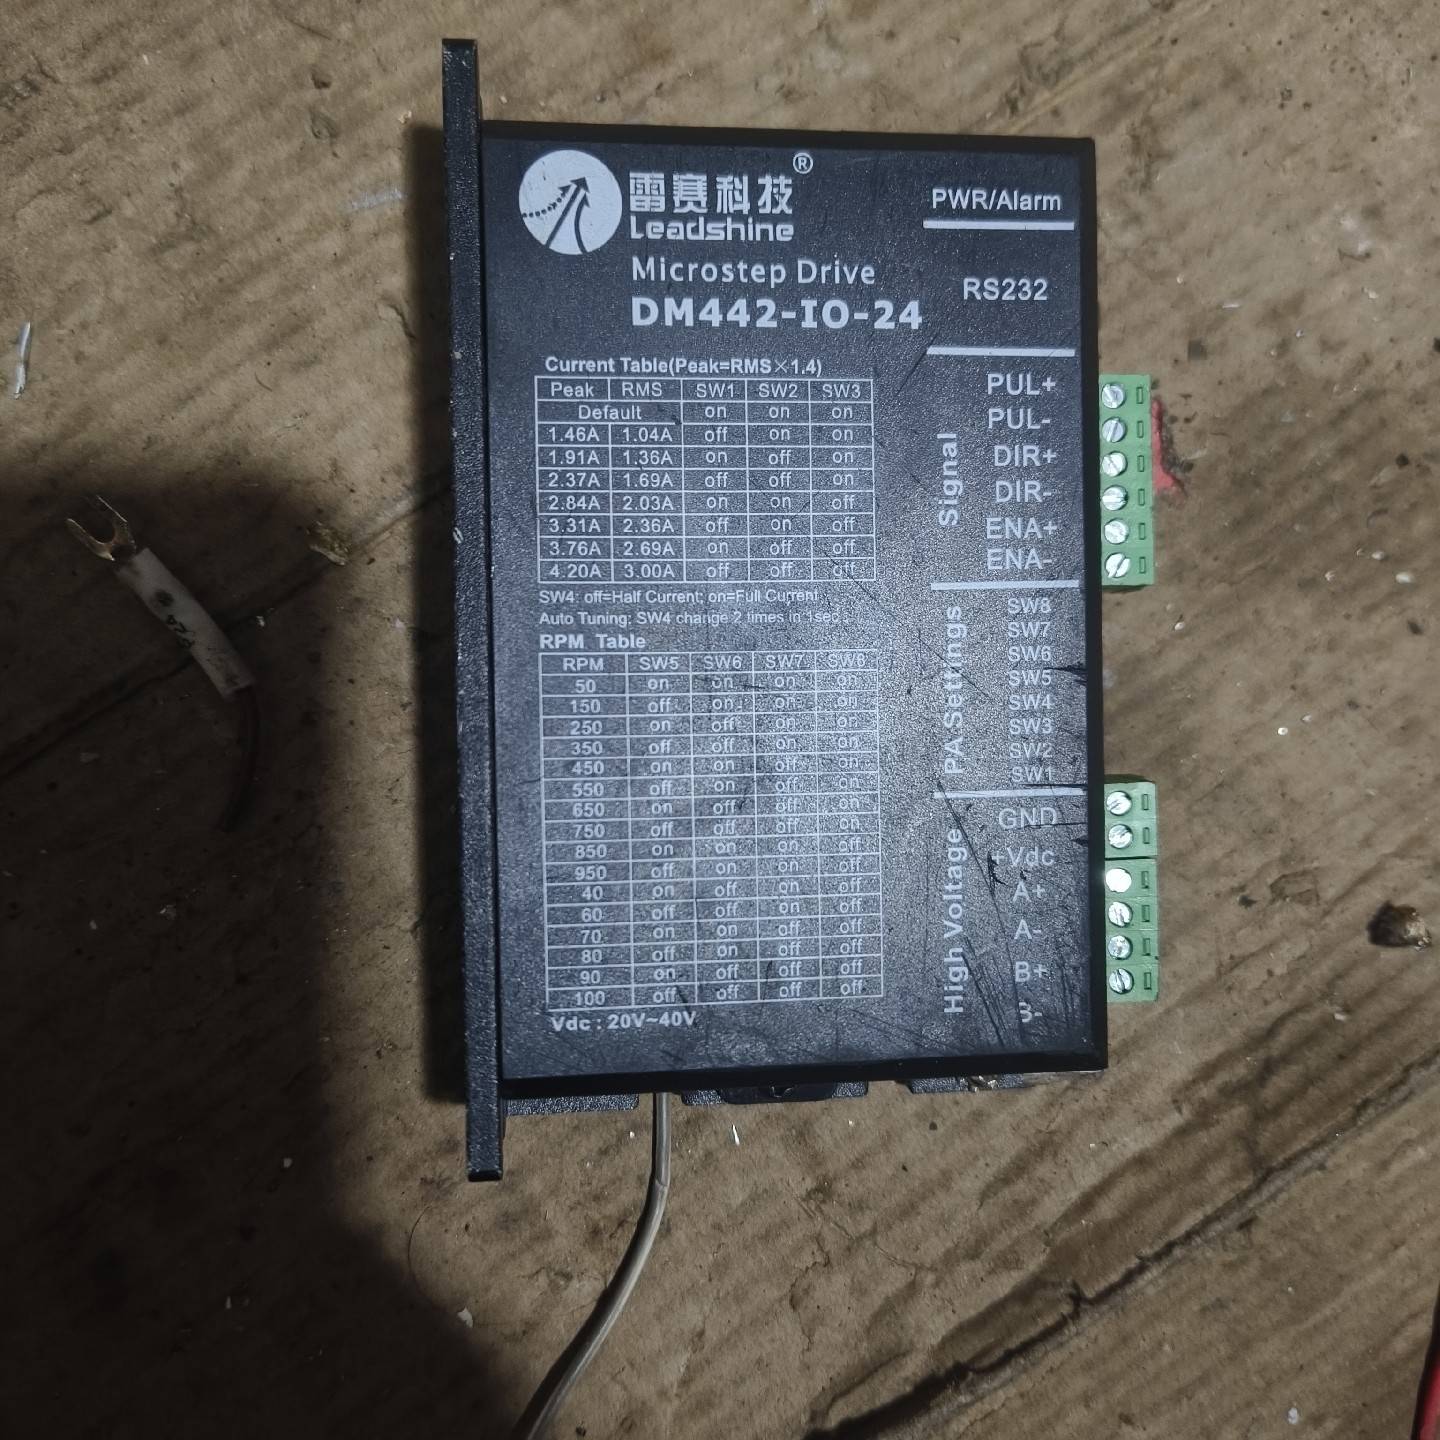 雷赛科技®
Leadshine
Microstep Drive
DM442-IO-24
Current Table(Peak=RMS×1.4)
Peak RMS SW1 SW2 SW3
Default on on on
1.46A 1.04A off on on
1.91A 1.36A on off on
2.37A 1.69A off off on
2.84A 2.03A on on off
3.31A 2.36A off on off
3.76A 2.69A on off off
4.20A 3.00A off off off
SW4: off=Half Current; on=Full Current
Auto Tuning: SW4 change 2 times in 1sec.
RPM Table
RPM SW5 SW6 SW7 SW8
50 on on on on
150 off on on on
250 on off on on
350 off off on on
450 on on off on
550 off on off on
650 on off off on
750 off off off on
850 on on on off
950 off on on off
40 on off on off
60 off off on off
70 on on off off
80 off on off off
90 on off off off
100 off off off off
Vdc : 20V~40V
PWR/Alarm
RS232
Signal
PUL+
PUL-
DIR+
DIR-
ENA+
ENA-
PA Settings
SW8
SW7
SW6
SW5
SW4
SW3
SW2
SW1
High Voltage
GND
+Vdc
A+
A-
B+
B-